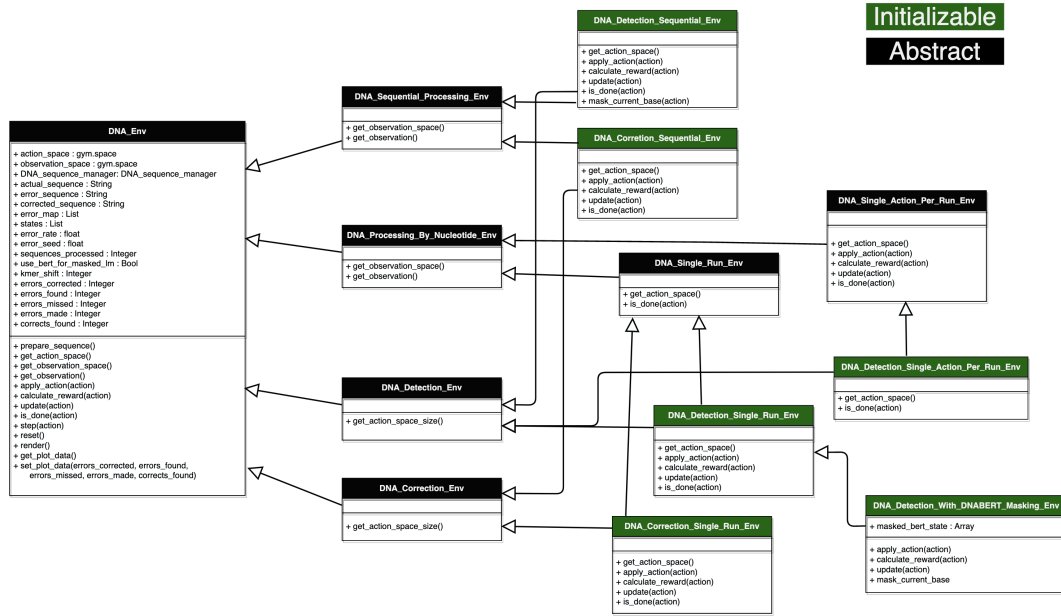 Initializable
Abstract
DNA_Env
+ action_space : gym.space
+ observation_space : gym.space
+ DNA_sequence_manager: DNA_sequence_manager
+ actual_sequence : String
+ error_sequence : String
+ corrected_sequence : String
+ error_map : List
+ states : List
+ error_rate : float
+ error_seed : float
+ sequences_processed : Integer
+ use_bert_for_masked_lm : Bool
+ kmer_shift : Integer
+ errors_corrected : Integer
+ errors_found : Integer
+ errors_missed : Integer
+ errors_made : Integer
+ corrects_found : Integer
+ prepare_sequence()
+ get_action_space()
+ get_observation_space()
+ get_observation()
+ apply_action(action)
+ calculate_reward(action)
+ update(action)
+ is_done(action)
+ step(action)
+ reset()
+ render()
+ get_plot_data()
+ set_plot_data(errors_corrected, errors_found,
errors_missed, errors_made, corrects_found)
DNA_Sequential_Processing_Env
+ get_observation_space()
+ get_observation()
DNA_Processing_By_Nucleotide_Env
+ get_observation_space()
+ get_observation()
DNA_Detection_Env
+ get_action_space_size()
DNA_Correction_Env
+ get_action_space_size()
DNA_Detection_Sequential_Env
+ get_action_space()
+ apply_action(action)
+ calculate_reward(action)
+ update(action)
+ is_done(action)
+ mask_current_base(action)
DNA_Corretion_Sequential_Env
+ get_action_space()
+ apply_action(action)
+ calculate_reward(action)
+ update(action)
+ is_done(action)
DNA_Single_Run_Env
+ get_action_space()
+ is_done(action)
DNA_Single_Action_Per_Run_Env
+ get_action_space()
+ apply_action(action)
+ calculate_reward(action)
+ update(action)
+ is_done(action)
DNA_Detection_Single_Action_Per_Run_Env
+ get_action_space()
+ is_done(action)
DNA_Detection_Single_Run_Env
+ get_action_space()
+ apply_action(action)
+ calculate_reward(action)
+ update(action)
+ is_done(action)
DNA_Correction_Single_Run_Env
+ get_action_space()
+ apply_action(action)
+ calculate_reward(action)
+ update(action)
+ is_done(action)
DNA_Detection_With_DNABERT_Masking_Env
+ masked_bert_state : Array
+ apply_action(action)
+ calculate_reward(action)
+ update(action)
+ mask_current_base